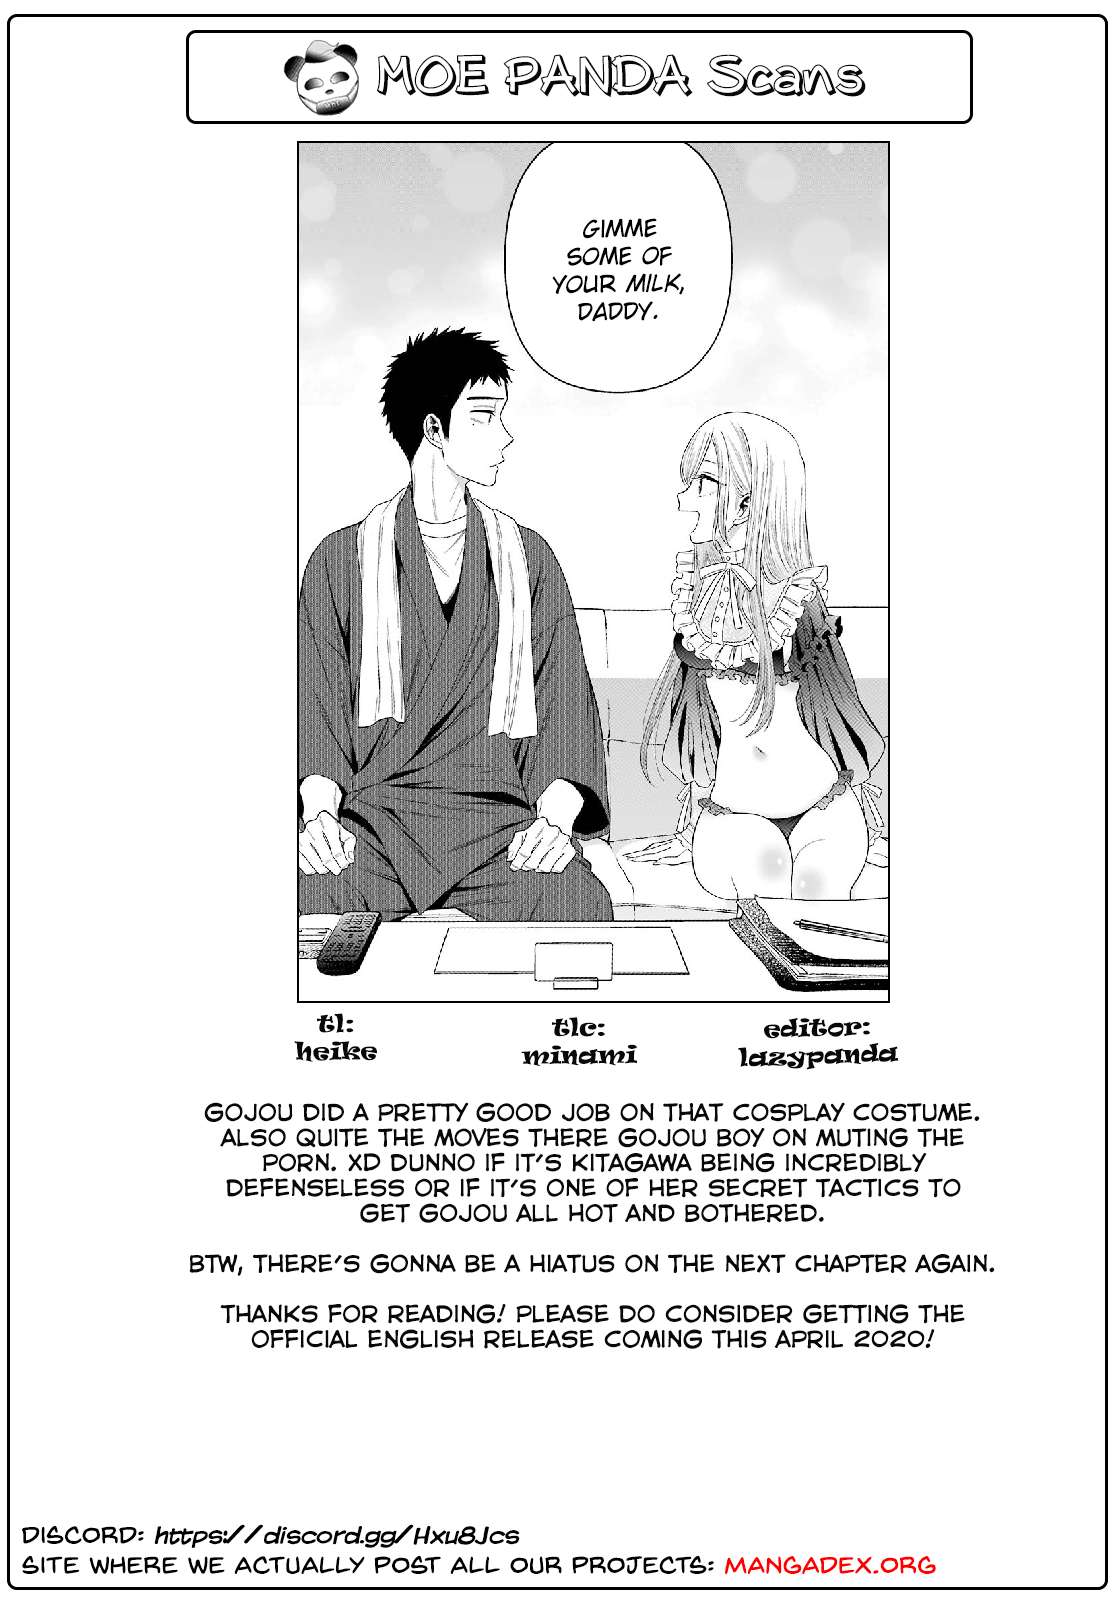 MOE PANDA Scans
GIMME
SOME OF
YOUR MILK,
DADDY.
tl:
heike
tlc:
minami
editor:
lazypanda
GOJOU DID A PRETTY GOOD JOB ON THAT COSPLAY COSTUME.
ALSO QUITE THE MOVES THERE GOJOU BOY ON MUTING THE
PORN. XD DUNNO IF IT'S KITAGAWA BEING INCREDIBLY
DEFENSELESS OR IF IT'S ONE OF HER SECRET TACTICS TO
GET GOJOU ALL HOT AND BOTHERED.
BTW, THERE'S GONNA BE A HIATUS ON THE NEXT CHAPTER AGAIN.
THANKS FOR READING! PLEASE DO CONSIDER GETTING THE
OFFICIAL ENGLISH RELEASE COMING THIS APRIL 2020!
DISCORD: https://discord.gg/Hxu8Jcs
SITE WHERE WE ACTUALLY POST ALL OUR PROJECTS: MANGADEX.ORG